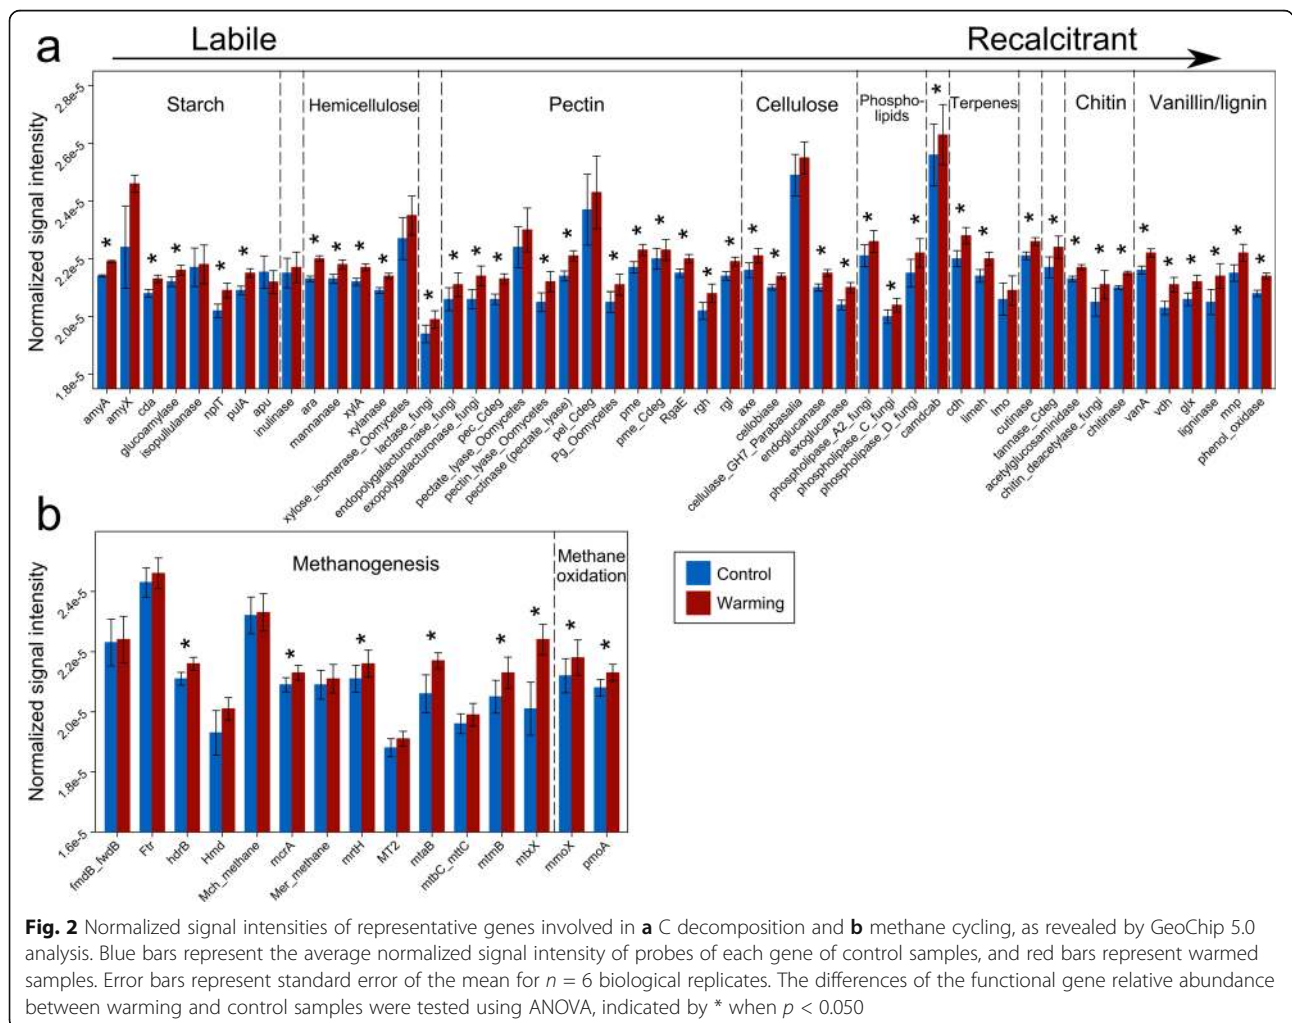 a
Labile
Recalcitrant
Starch
Hemicellulose
Pectin
Cellulose
Phospho-
lipids
Terpenes
Chitin
Vanillin/lignin
Normalized signal intensity
2.8e-5
2.6e-5
2.4e-5
2.2e-5
2.0e-5
1.8e-5
* * * * * * * * * * * * * * * * * * * * * * * * * * * * * * * * * * * * * * * *
amyA
amyX
cda
glucoamylase
isopullulanase
nplT
pulA
apu
inulinase
ara
mannanase
xylA
xylanase
xylose_isomerase_Oomycetes
lactase_fungi
endopolygalacturonase_fungi
exopolygalacturonase_fungi
pec_Cdeg
pectate_lyase_Oomycetes
pectin_lyase_Oomycetes
pectinase (pectate_lyase)
pel_Cdeg
Pg_Oomycetes
pme
pme_Cdeg
RgaE
rgh
rgl
axe
cellobiase
cellulase_GH7_Parabasalia
endoglucanase
exoglucanase
phospholipase_A2_fungi
phospholipase_C_fungi
phospholipase_D_fungi
camdcab
cdh
limeh
lmo
cutinase
tannase_Cdeg
acetylglucosaminidase
chitin_deacetylase_fungi
chitinase
vanA
vdh
glx
ligninase
mnp
phenol_oxidase
b
Methanogenesis
Methane
oxidation
Normalized signal intensity
2.4e-5
2.2e-5
2.0e-5
1.8e-5
1.6e-5
* * * * * * * *
fmdB_fwdB
Ftr
hdrB
Hmd
Mch_methane
mcrA
Mer_methane
mrtH
MT2
mtaB
mtbC_mttC
mtmB
mtxX
mmoX
pmoA
Control
Warming
Fig. 2 Normalized signal intensities of representative genes involved in a C decomposition and b methane cycling, as revealed by GeoChip 5.0
analysis. Blue bars represent the average normalized signal intensity of probes of each gene of control samples, and red bars represent warmed
samples. Error bars represent standard error of the mean for n = 6 biological replicates. The differences of the functional gene relative abundance
between warming and control samples were tested using ANOVA, indicated by * when p < 0.050